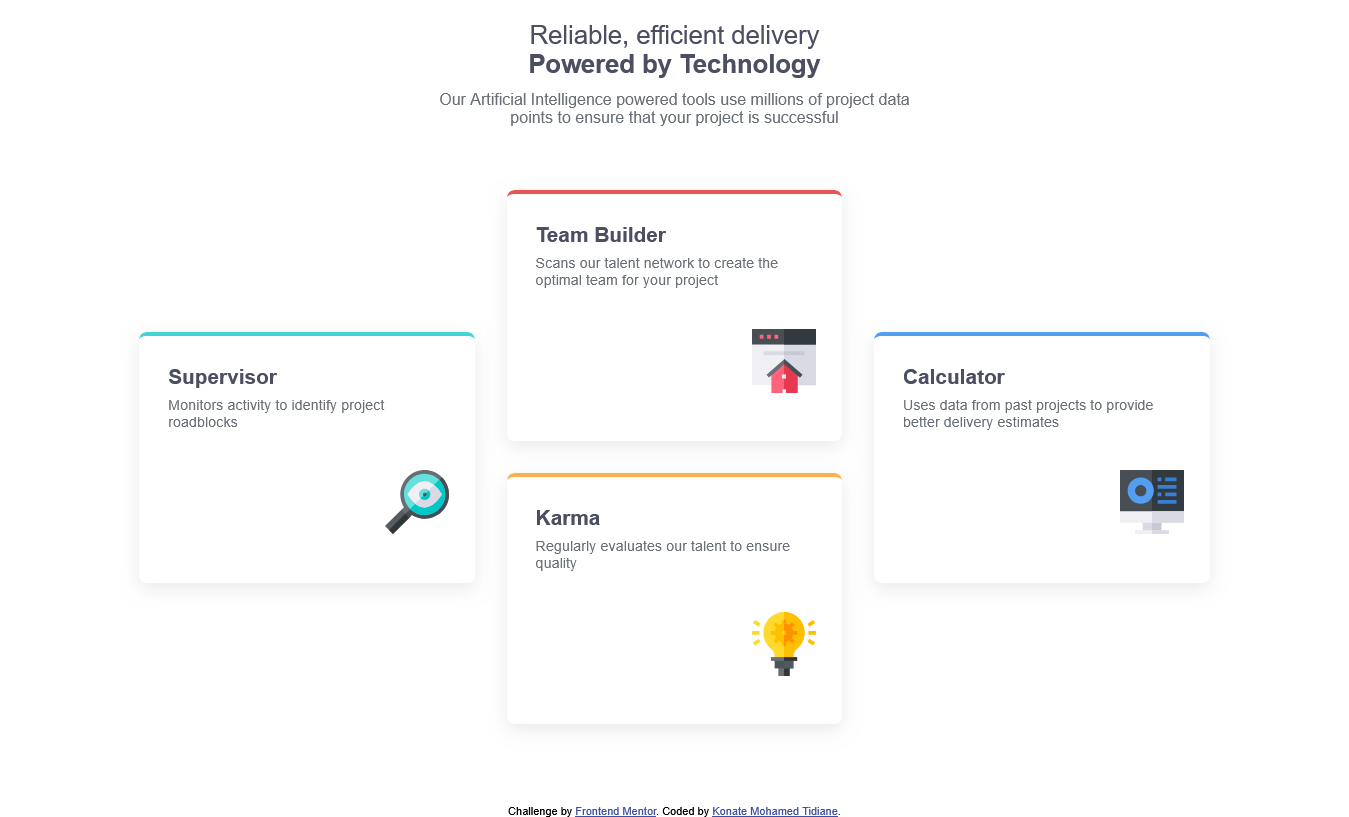 Reliable, efficient delivery
Powered by Technology
Our Artificial Intelligence powered tools use millions of project data
points to ensure that your project is successful
Supervisor
Monitors activity to identify project
roadblocks
Team Builder
Scans our talent network to create the
optimal team for your project
Karma
Regularly evaluates our talent to ensure
quality
Calculator
Uses data from past projects to provide
better delivery estimates
Challenge by Frontend Mentor. Coded by Konate Mohamed Tidiane.